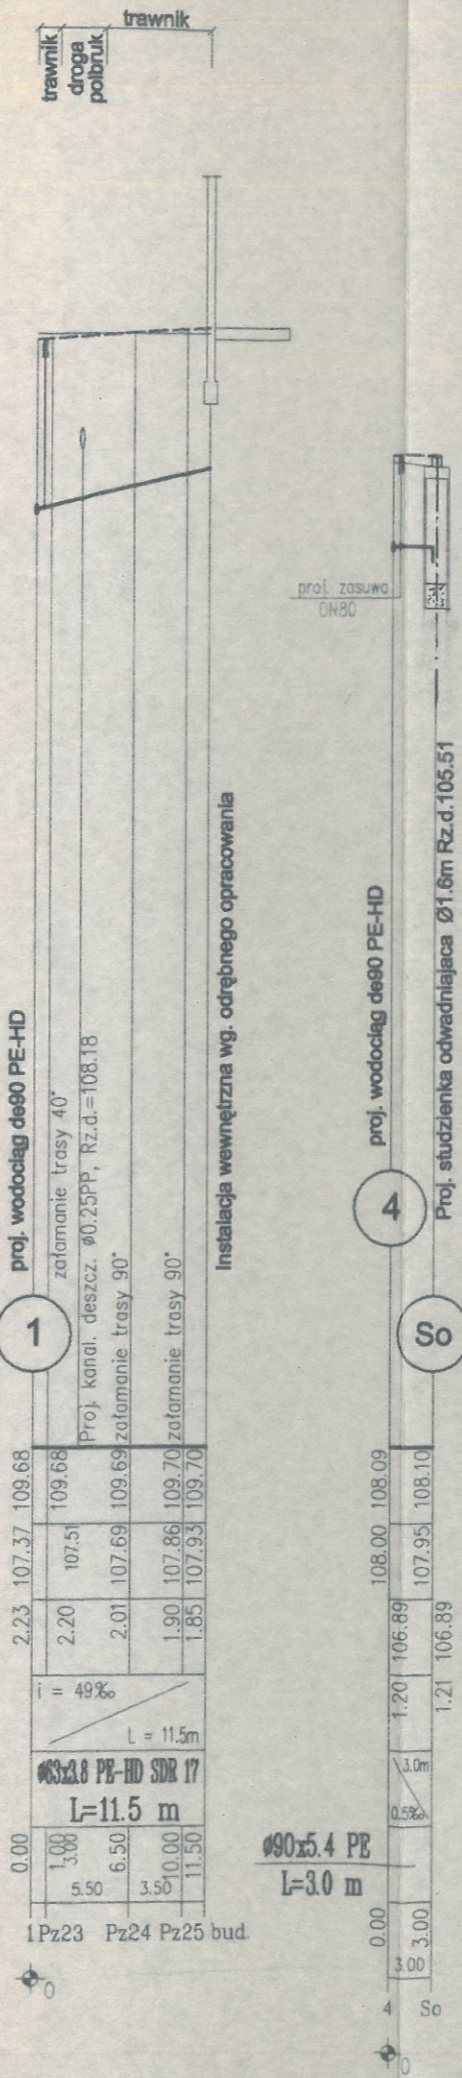 trawnik
trawnik
droga
polbruk
proj. zasuwa
DN80
proj. wodociąg de90 PE-HD
załamanie trasy 40°
Proj. kanal. deszcz. ø0.25PP, Rz.d.=108.18
załamanie trasy 90°
załamanie trasy 90°
Instalacja wewnętrzna wg. odrębnego opracowania
proj. wodociąg de90 PE-HD
Proj. studzienka odwadniajaca Ø1.6m Rz.d.105.51
1
4
So
109.68
109.68
109.69
109.70
109.70
107.37
107.51
107.69
107.86
107.93
2.23
2.20
2.01
1.90
1.85
i = 49‰
L = 11.5m
ø63x3.8 PE-HD SDR 17
L=11.5 m
0.00
1.00
3.00
6.50
10.00
11.50
5.50
3.50
1 Pz23 Pz24 Pz25 bud.
0
108.09
108.10
108.00
107.95
106.89
106.89
1.20
1.21
3.0m
0.5‰
ø90x5.4 PE
L=3.0 m
0.00
3.00
3.00
4 So
0